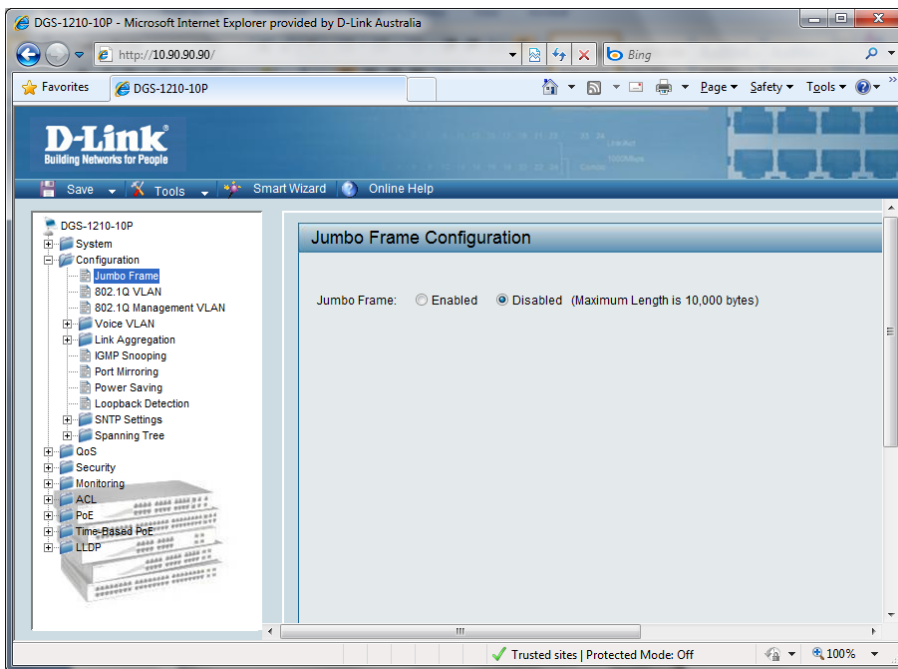 DGS-1210-10P - Microsoft Internet Explorer provided by D-Link Australia
http://10.90.90.90/
Bing
Favorites
DGS-1210-10P
Page
Safety
Tools
D-Link
Building Networks for People
Save
Tools
Smart Wizard
Online Help
DGS-1210-10P
System
Configuration
Jumbo Frame
802.1Q VLAN
802.1Q Management VLAN
Voice VLAN
Link Aggregation
IGMP Snooping
Port Mirroring
Power Saving
Loopback Detection
SNTP Settings
Spanning Tree
QoS
Security
Monitoring
ACL
PoE
Time-Based PoE
LLDP
Jumbo Frame Configuration
Jumbo Frame: Enabled Disabled (Maximum Length is 10,000 bytes)
Trusted sites | Protected Mode: Off
100%